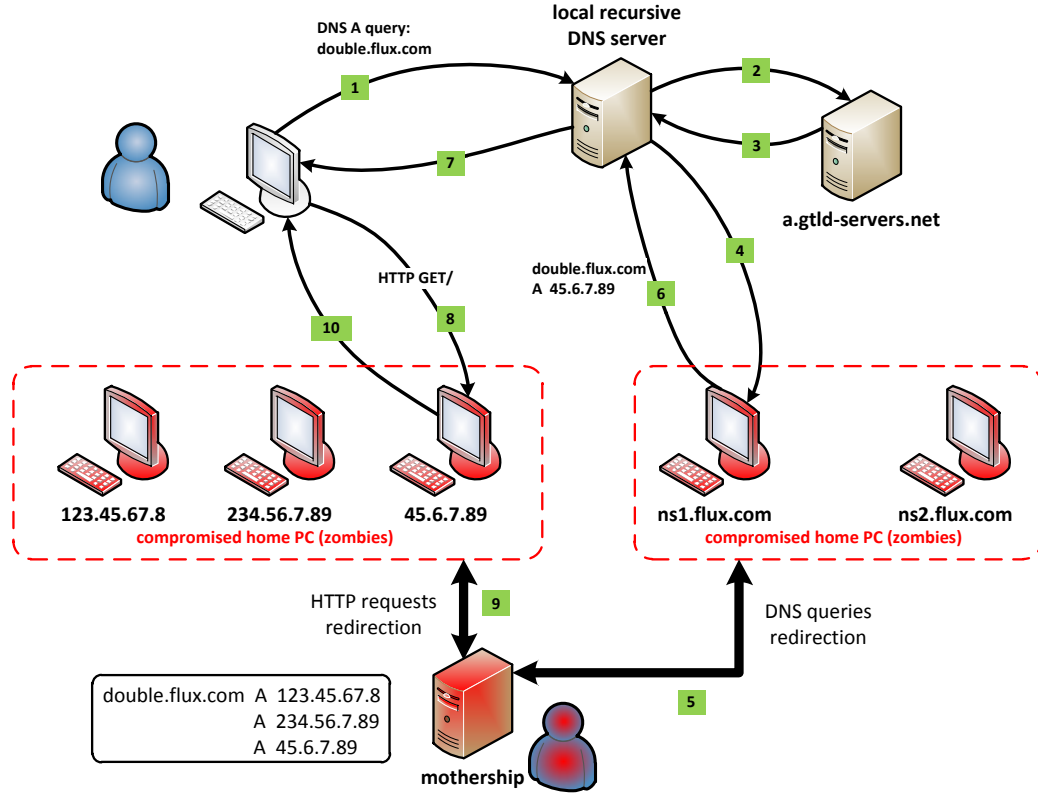 local recursive
DNS server
DNS A query:
double.flux.com
1
2
3
7
a.gtld-servers.net
4
double.flux.com
A 45.6.7.89
6
HTTP GET/
8
10
123.45.67.8
234.56.7.89
45.6.7.89
compromised home PC (zombies)
ns1.flux.com
ns2.flux.com
compromised home PC (zombies)
HTTP requests
redirection
9
DNS queries
redirection
5
double.flux.com A 123.45.67.8
A 234.56.7.89
A 45.6.7.89
mothership